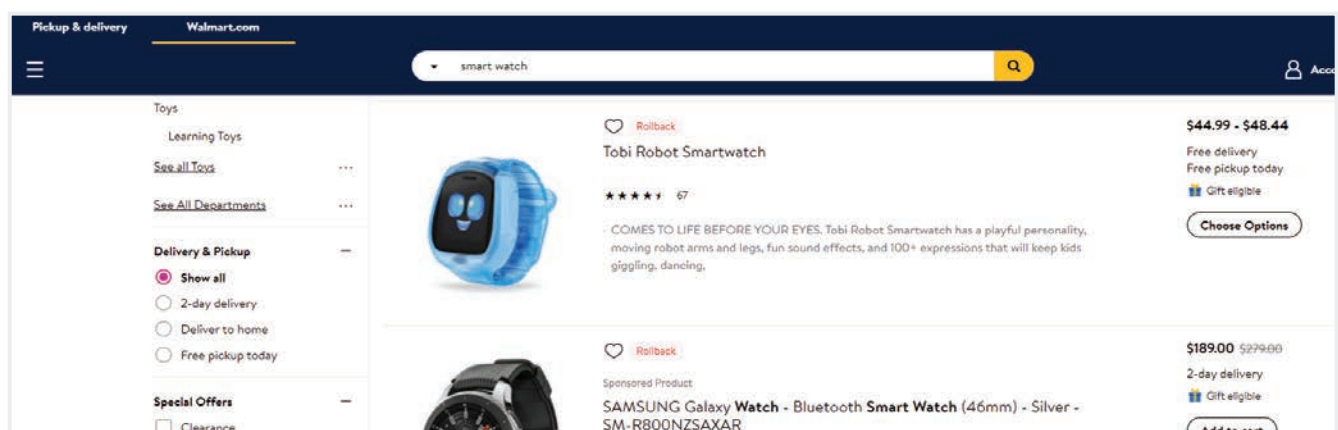 Pickup & delivery
Walmart.com
smart watch
Toys
Learning Toys
See all Toys ...
See All Departments ...
Delivery & Pickup –
Show all
2-day delivery
Deliver to home
Free pickup today
Special Offers –
Clearance
Rollback
Tobi Robot Smartwatch
67
COMES TO LIFE BEFORE YOUR EYES. Tobi Robot Smartwatch has a playful personality,
moving robot arms and legs, fun sound effects, and 100+ expressions that will keep kids
giggling, dancing,
$44.99 - $48.44
Free delivery
Free pickup today
Gift eligible
Choose Options
Rollback
Sponsored Product
SAMSUNG Galaxy Watch - Bluetooth Smart Watch (46mm) - Silver -
SM-R800NZSAXAR
$189.00 $279.00
2-day delivery
Gift eligible
Add to cart